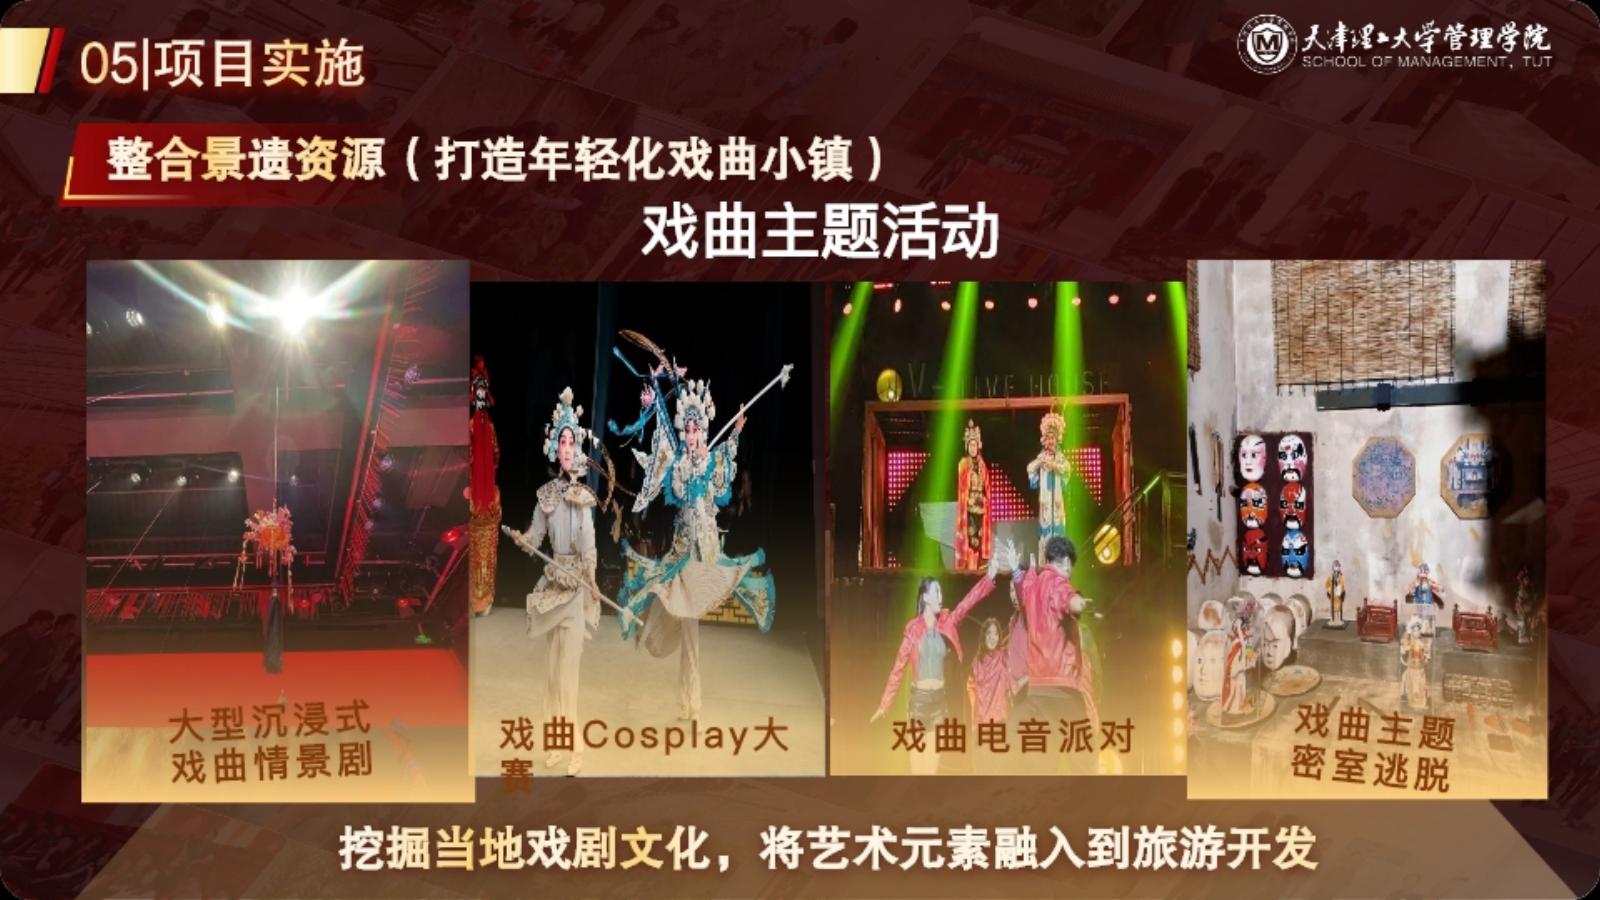 05|项目实施
天津理工大学管理学院
SCHOOL OF MANAGEMENT, TUT
整合景遗资源（打造年轻化戏曲小镇）
戏曲主题活动
V-LIVE HOUSE
大型沉浸式
戏曲情景剧
戏曲Cosplay大
赛
戏曲电音派对
戏曲主题
密室逃脱
挖掘当地戏剧文化，将艺术元素融入到旅游开发